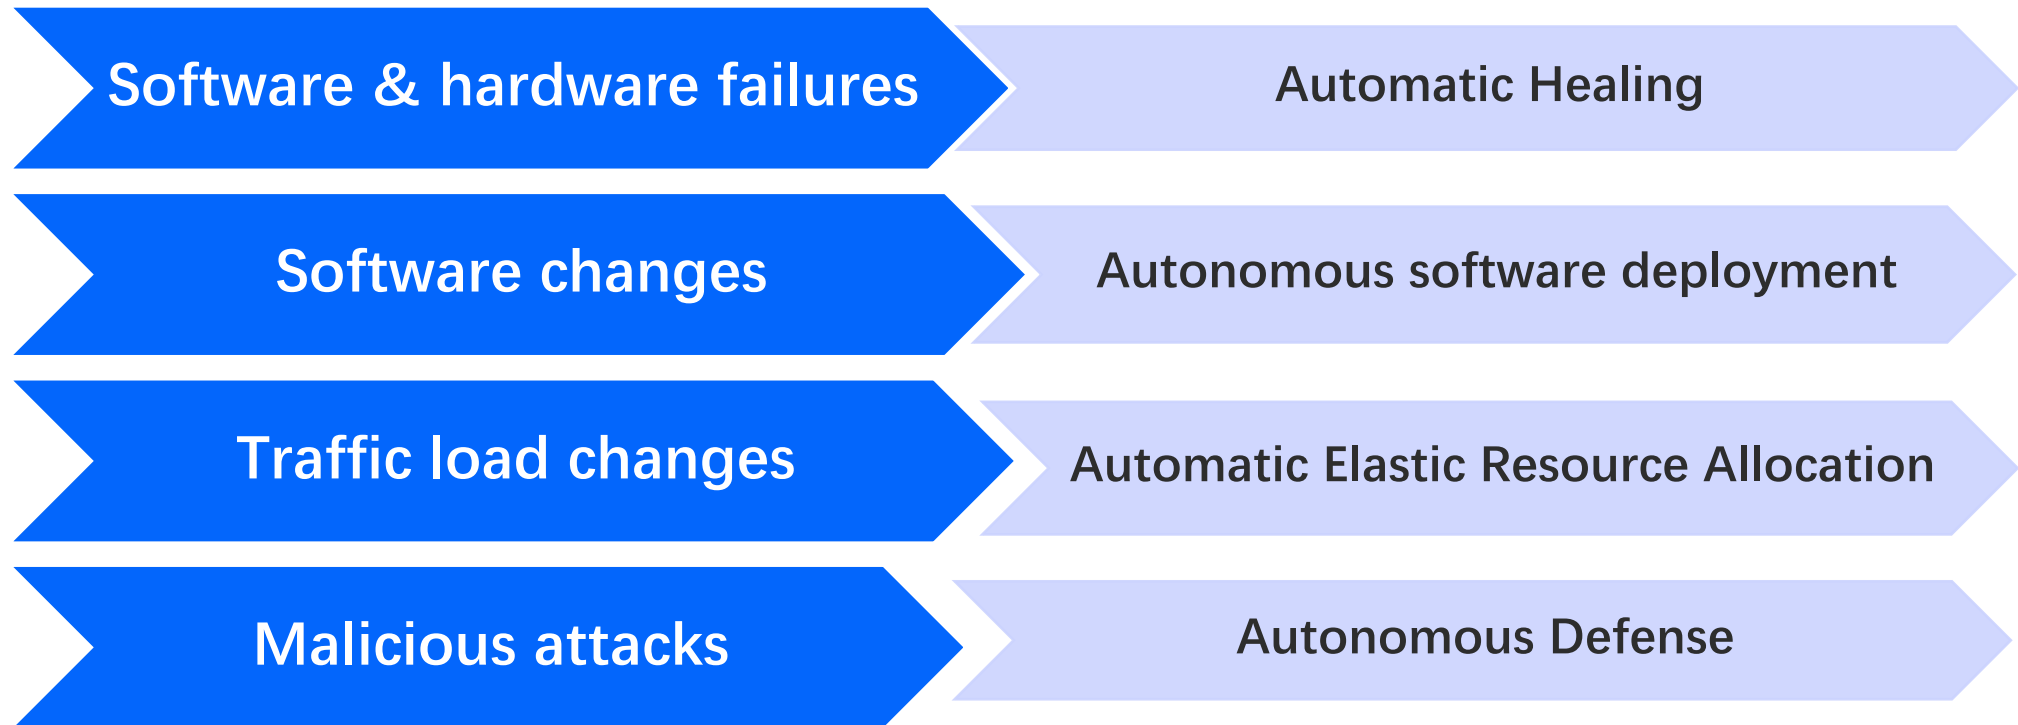 Software & hardware failures
Automatic Healing
Software changes
Autonomous software deployment
Traffic load changes
Automatic Elastic Resource Allocation
Malicious attacks
Autonomous Defense